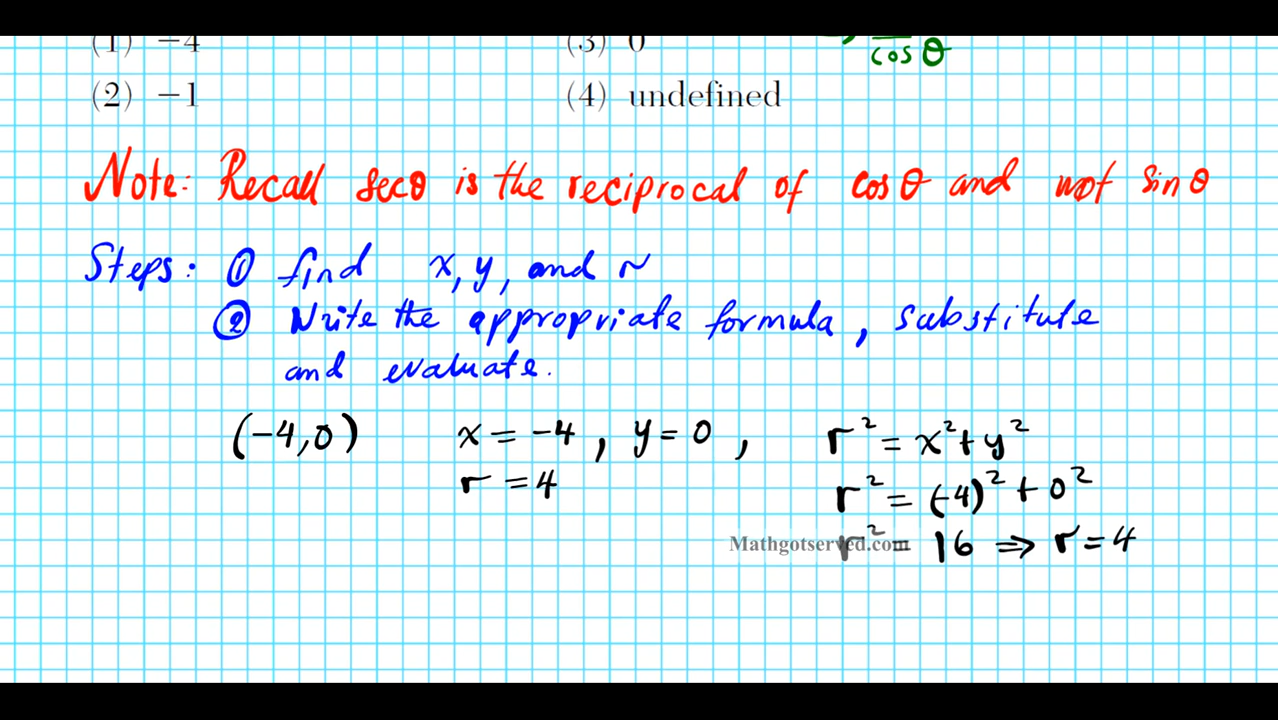 (1) −4 (3) 0
cos θ
(2) −1 (4) undefined
Note: Recall secθ is the reciprocal of cosθ and not sinθ
Steps: ① find x, y, and r
② Write the appropriate formula, substitute
and evaluate.
(-4,0) x = -4, y = 0, r² = x² + y²
r = 4 r² = (-4)² + 0²
Mathgotserved.com r² = 16 ⇒ r = 4